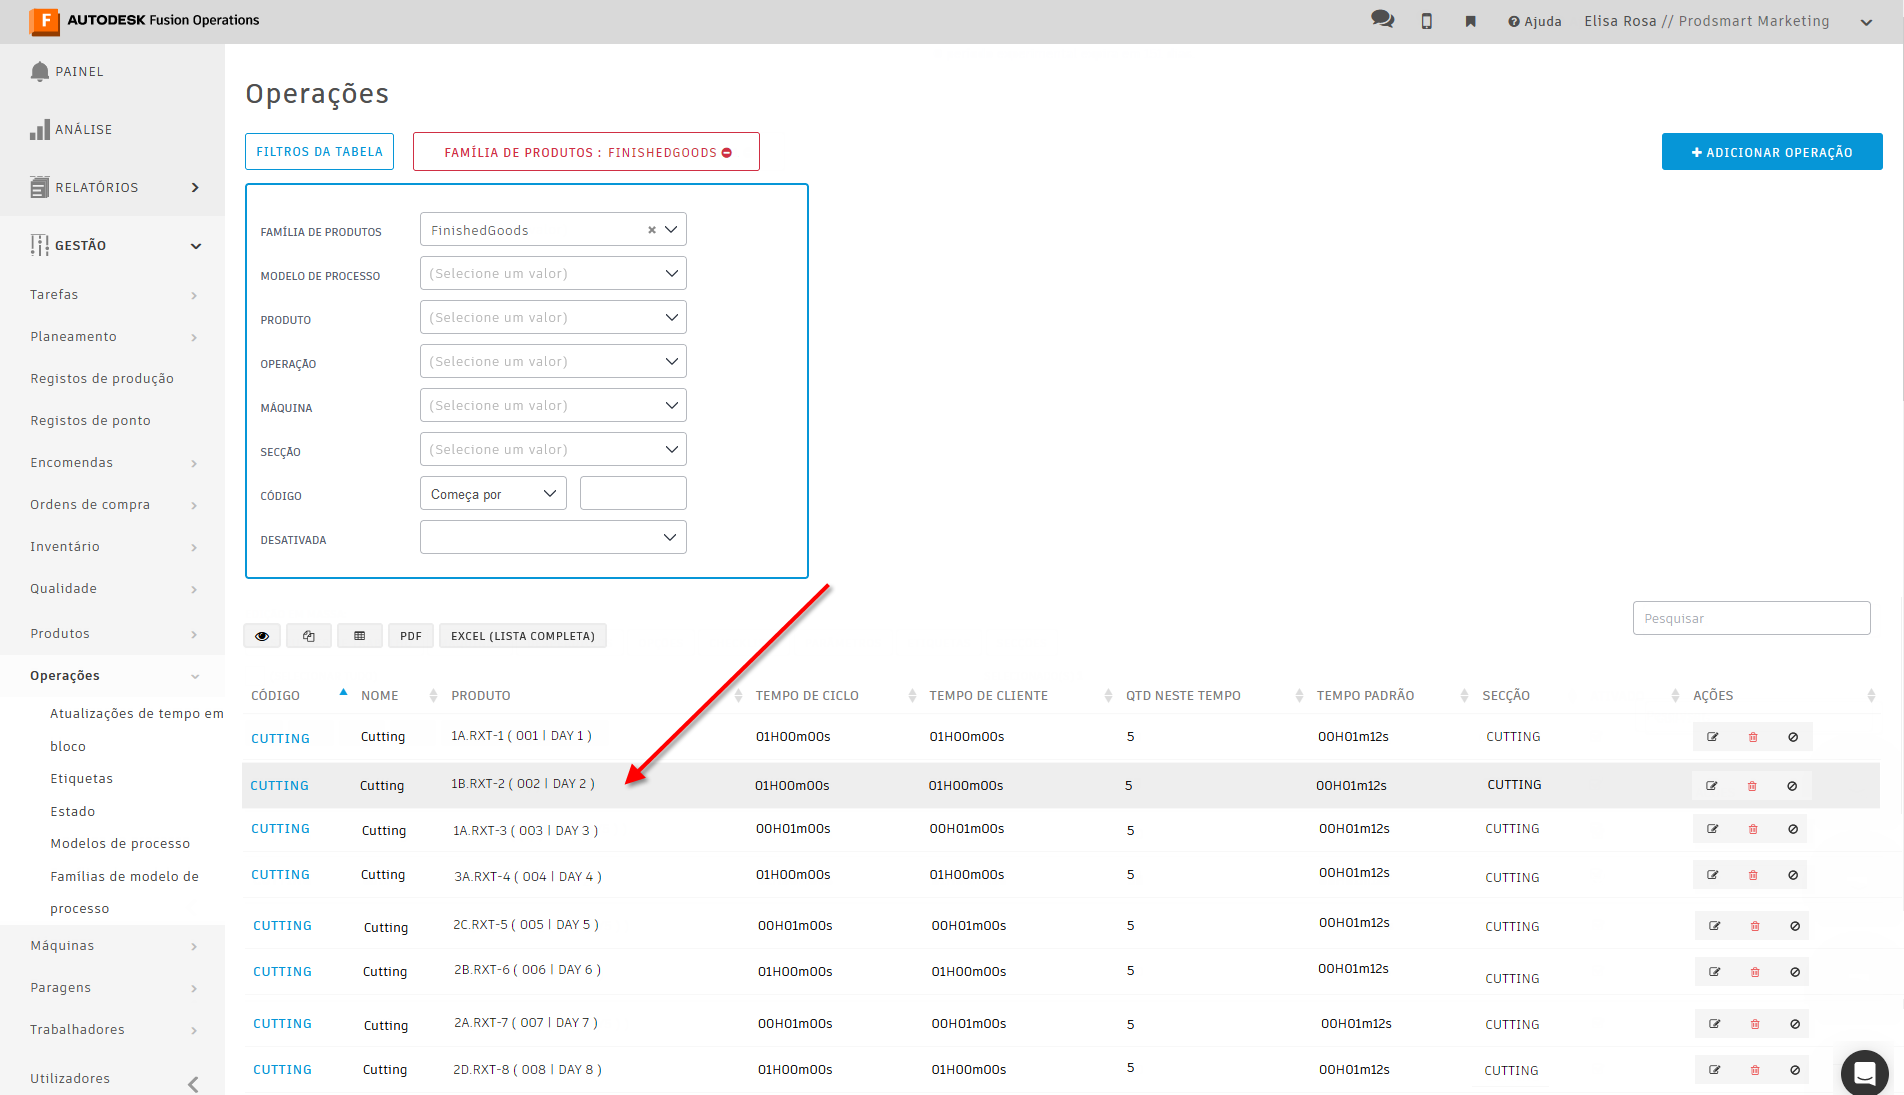 F AUTODESK Fusion Operations
Ajuda
Elisa Rosa // Prodsmart Marketing
PAINEL
ANÁLISE
RELATÓRIOS
GESTÃO
Tarefas
Planeamento
Registos de produção
Registos de ponto
Encomendas
Ordens de compra
Inventário
Qualidade
Produtos
Operações
Atualizações de tempo em
bloco
Etiquetas
Estado
Modelos de processo
Famílias de modelo de
processo
Máquinas
Paragens
Trabalhadores
Utilizadores
Operações
FILTROS DA TABELA
FAMÍLIA DE PRODUTOS : FINISHEDGOODS
+ ADICIONAR OPERAÇÃO
FAMÍLIA DE PRODUTOS FinishedGoods
MODELO DE PROCESSO (Selecione um valor)
PRODUTO (Selecione um valor)
OPERAÇÃO (Selecione um valor)
MÁQUINA (Selecione um valor)
SECÇÃO (Selecione um valor)
CÓDIGO Começa por
DESATIVADA
PDF
EXCEL (LISTA COMPLETA)
Pesquisar
CÓDIGO NOME PRODUTO TEMPO DE CICLO TEMPO DE CLIENTE QTD NESTE TEMPO TEMPO PADRÃO SECÇÃO AÇÕES
CUTTING Cutting 1A.RXT-1 ( 001 | DAY 1 ) 01H00m00s 01H00m00s 5 00H01m12s CUTTING
CUTTING Cutting 1B.RXT-2 ( 002 | DAY 2 ) 01H00m00s 01H00m00s 5 00H01m12s CUTTING
CUTTING Cutting 1A.RXT-3 ( 003 | DAY 3 ) 00H01m00s 00H01m00s 5 00H01m12s CUTTING
CUTTING Cutting 3A.RXT-4 ( 004 | DAY 4 ) 01H00m00s 01H00m00s 5 00H01m12s CUTTING
CUTTING Cutting 2C.RXT-5 ( 005 | DAY 5 ) 00H01m00s 00H01m00s 5 00H01m12s CUTTING
CUTTING Cutting 2B.RXT-6 ( 006 | DAY 6 ) 01H00m00s 01H00m00s 5 00H01m12s CUTTING
CUTTING Cutting 2A.RXT-7 ( 007 | DAY 7 ) 00H01m00s 00H01m00s 5 00H01m12s CUTTING
CUTTING Cutting 2D.RXT-8 ( 008 | DAY 8 ) 01H00m00s 01H00m00s 5 00H01m12s CUTTING